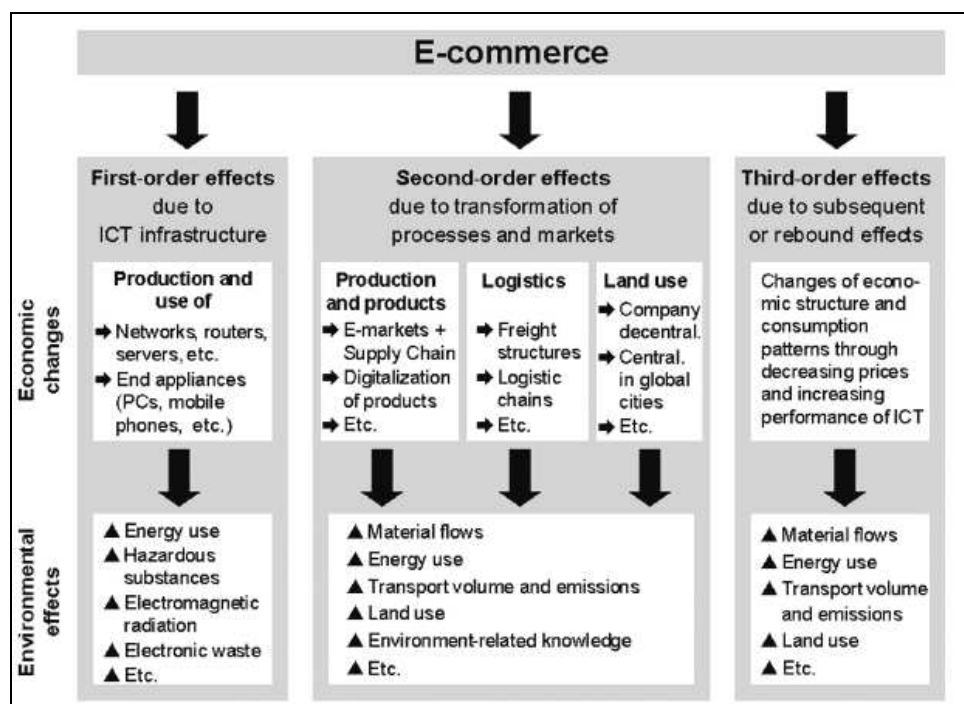 E-commerce
First-order effects
due to
ICT infrastructure
Second-order effects
due to transformation of
processes and markets
Third-order effects
due to subsequent
or rebound effects
Economic
changes
Production and
use of
Networks, routers,
servers, etc.
End appliances
(PCs, mobile
phones, etc.)
Production
and products
E-markets +
Supply Chain
Digitalization
of products
Etc.
Logistics
Freight
structures
Logistic
chains
Etc.
Land use
Company
decentral.
Central.
in global
cities
Etc.
Changes of econo-
mic structure and
consumption
patterns through
decreasing prices
and increasing
performance of ICT
Environmental
effects
Energy use
Hazardous
substances
Electromagnetic
radiation
Electronic waste
Etc.
Material flows
Energy use
Transport volume and emissions
Land use
Environment-related knowledge
Etc.
Material flows
Energy use
Transport volume
and emissions
Land use
Etc.